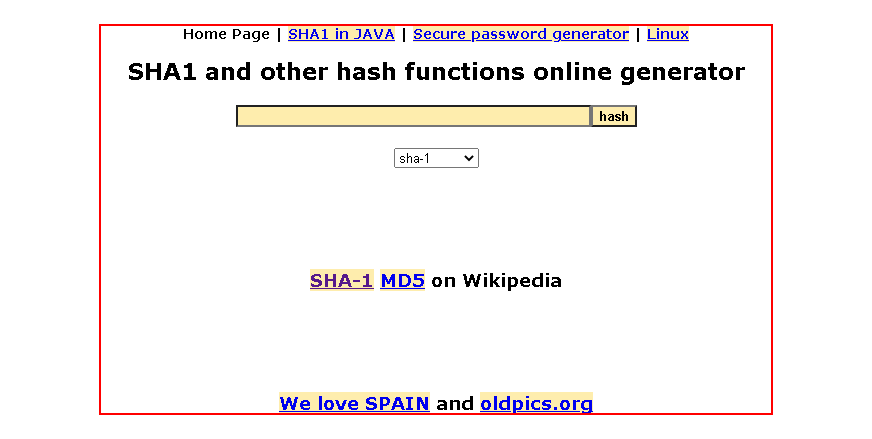 Home Page | SHA1 in JAVA | Secure password generator | Linux
SHA1 and other hash functions online generator
hash
sha-1
SHA-1 MD5 on Wikipedia
We love SPAIN and oldpics.org